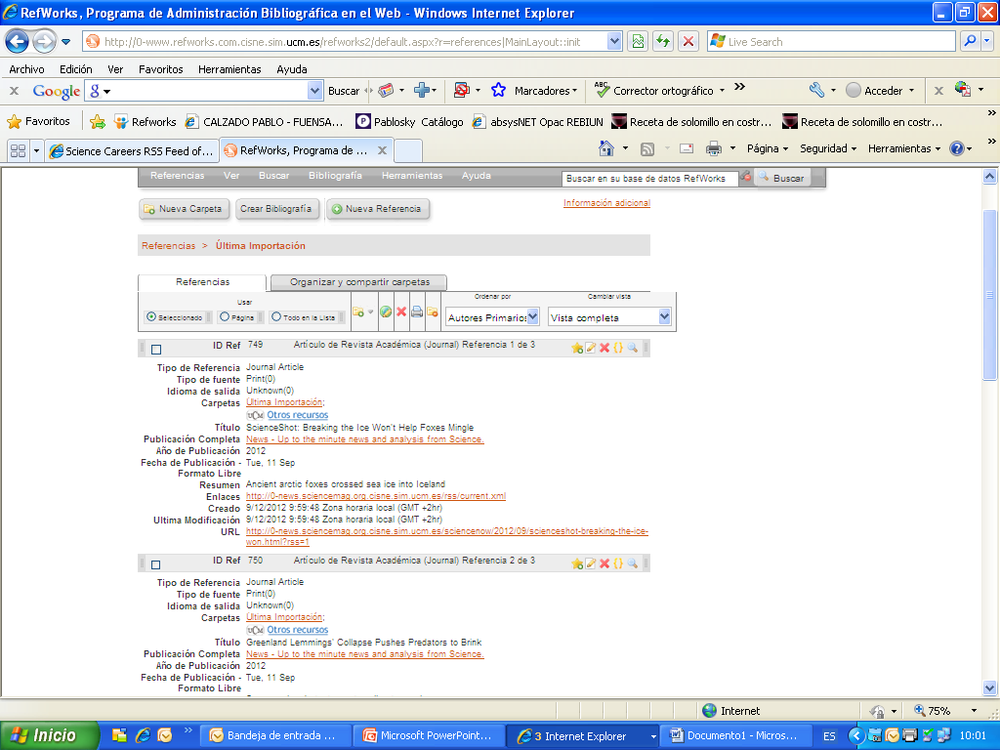 RefWorks, Programa de Administración Bibliográfica en el Web - Windows Internet Explorer
http://0-www.refworks.com.cisne.sim.ucm.es/refworks2/default.aspx?r=references|MainLayout::init
Live Search
Archivo Edición Ver Favoritos Herramientas Ayuda
x Google g Buscar Marcadores ABC Corrector ortográfico » Acceder x
Favoritos Refworks CALZADO PABLO - FUENSA... P Pablosky Catálogo absysNET Opac REBIUN Receta de solomillo en costr... Receta de solomillo en costr... »
Science Careers RSS Feed of... RefWorks, Programa de ... X Página Seguridad Herramientas »
Referencias Ver Buscar Bibliografía Herramientas Ayuda Buscar en su base de datos RefWorks Buscar
Nueva Carpeta Crear Bibliografía Nueva Referencia Información adicional
Referencias > Última Importación
Referencias Organizar y compartir carpetas
Usar Ordenar por Cambiar vista
Seleccionado Página Todo en la Lista Autores Primarios Vista completa
ID Ref 749 Artículo de Revista Académica (Journal) Referencia 1 de 3
Tipo de Referencia Journal Article
Tipo de fuente Print(0)
Idioma de salida Unknown(0)
Carpetas Última Importación;
UCM Otros recursos
Título ScienceShot: Breaking the Ice Won't Help Foxes Mingle
Publicación Completa News - Up to the minute news and analysis from Science.
Año de Publicación 2012
Fecha de Publicación - Tue, 11 Sep
Formato Libre
Resumen Ancient arctic foxes crossed sea ice into Iceland
Enlaces http://0-news.sciencemag.org.cisne.sim.ucm.es/rss/current.xml
Creado 9/12/2012 9:59:48 Zona horaria local (GMT +2hr)
Ultima Modificación 9/12/2012 9:59:48 Zona horaria local (GMT +2hr)
URL http://0-news.sciencemag.org.cisne.sim.ucm.es/sciencenow/2012/09/scienceshot-breaking-the-ice-
won.html?rss=1
ID Ref 750 Artículo de Revista Académica (Journal) Referencia 2 de 3
Tipo de Referencia Journal Article
Tipo de fuente Print(0)
Idioma de salida Unknown(0)
Carpetas Última Importación;
UCM Otros recursos
Título Greenland Lemmings' Collapse Pushes Predators to Brink
Publicación Completa News - Up to the minute news and analysis from Science.
Año de Publicación 2012
Fecha de Publicación - Tue, 11 Sep
Formato Libre
Internet 75%
Inicio » Bandeja de entrada ... Microsoft PowerPoint... 3 Internet Explorer Documento1 - Micros... ES 10:01